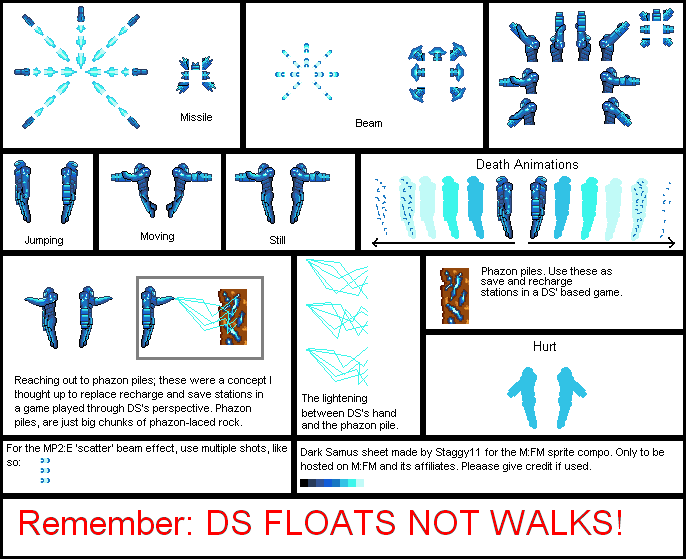 Missile
Beam
Jumping
Moving
Still
Death Animations
Reaching out to phazon piles; these were a concept I
thought up to replace recharge and save stations in
a game played through DS's perspective. Phazon
piles, are just big chunks of phazon-laced rock.
The lightening
between DS's hand
and the phazon pile.
Phazon piles. Use these as
save and recharge
stations in a DS' based game.
Hurt
For the MP2:E 'scatter' beam effect, use multiple shots, like
so:
Dark Samus sheet made by Staggy11 for the M:FM sprite compo. Only to be
hosted on M:FM and its affiliates. Pleaase give credit if used.
Remember: DS FLOATS NOT WALKS!